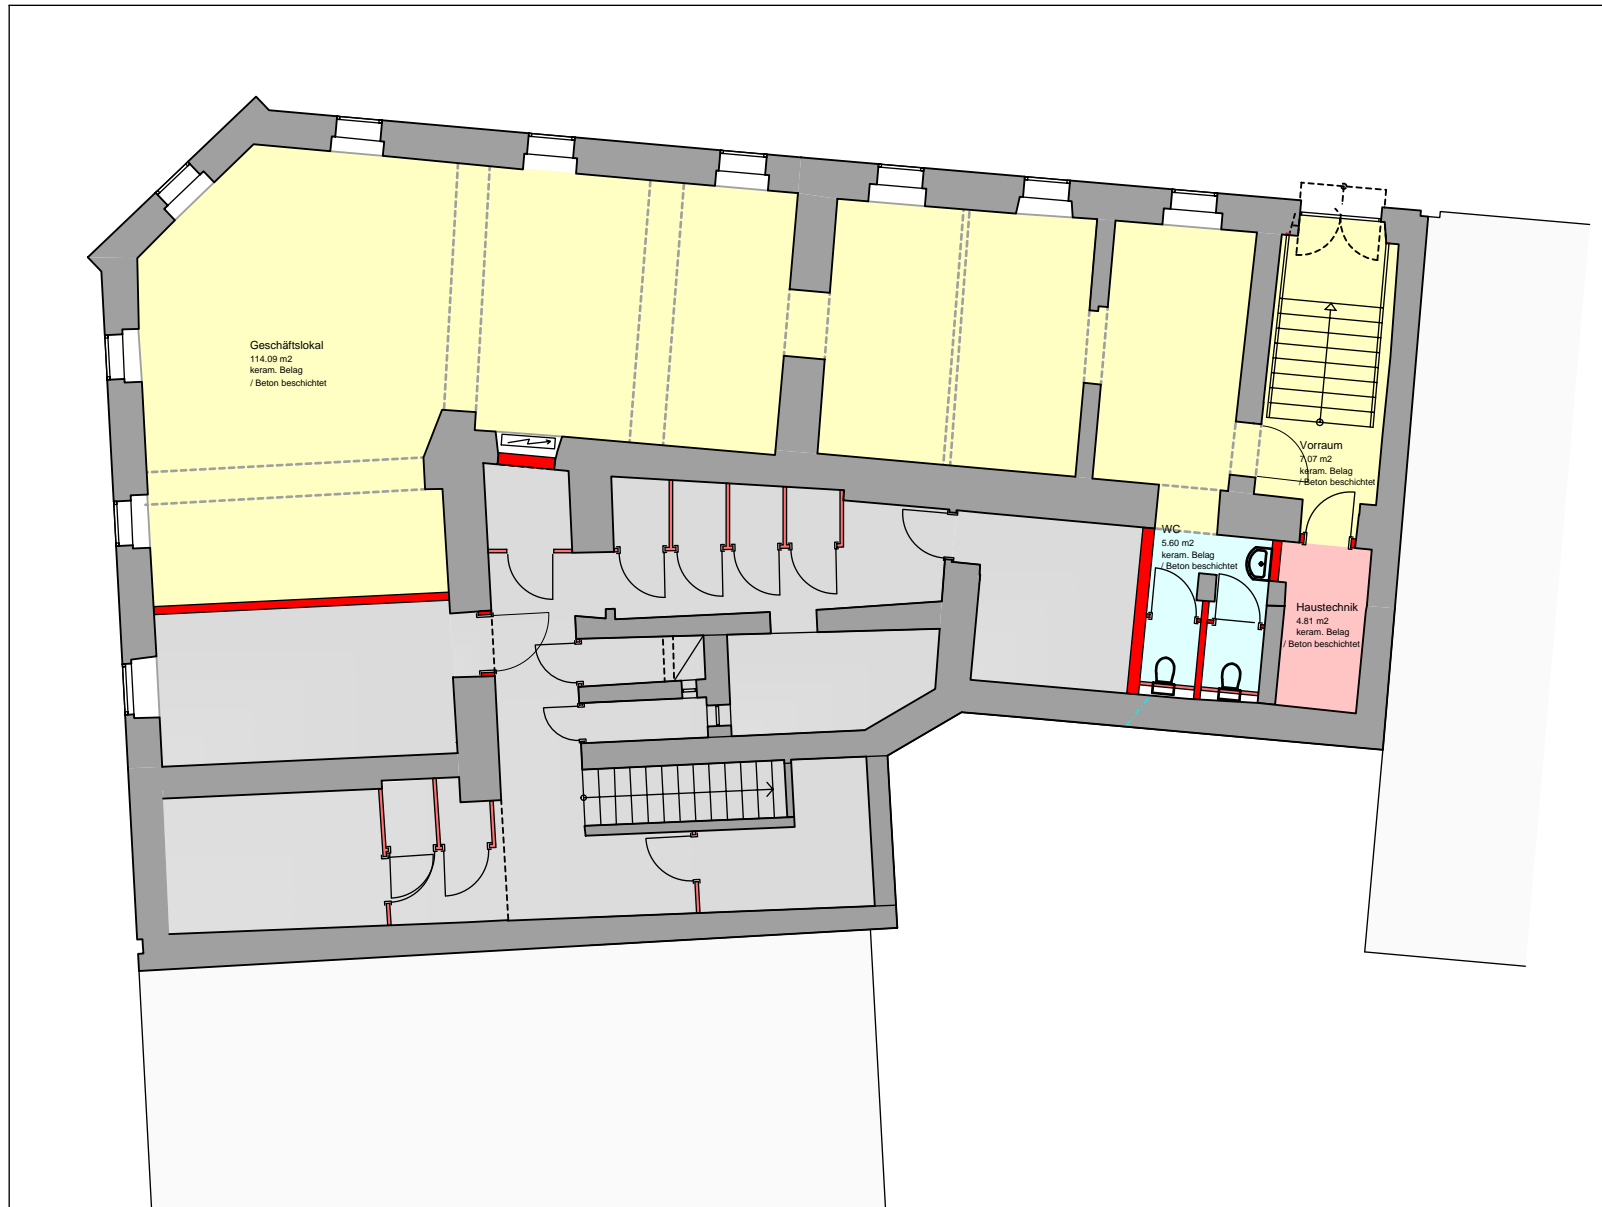 Geschäftslokal
114.09 m2
keram. Belag
/ Beton beschichtet
Vorraum
7.07 m2
keram. Belag
/ Beton beschichtet
WC
5.60 m2
keram. Belag
/ Beton beschichtet
Haustechnik
4.81 m2
keram. Belag
/ Beton beschichtet